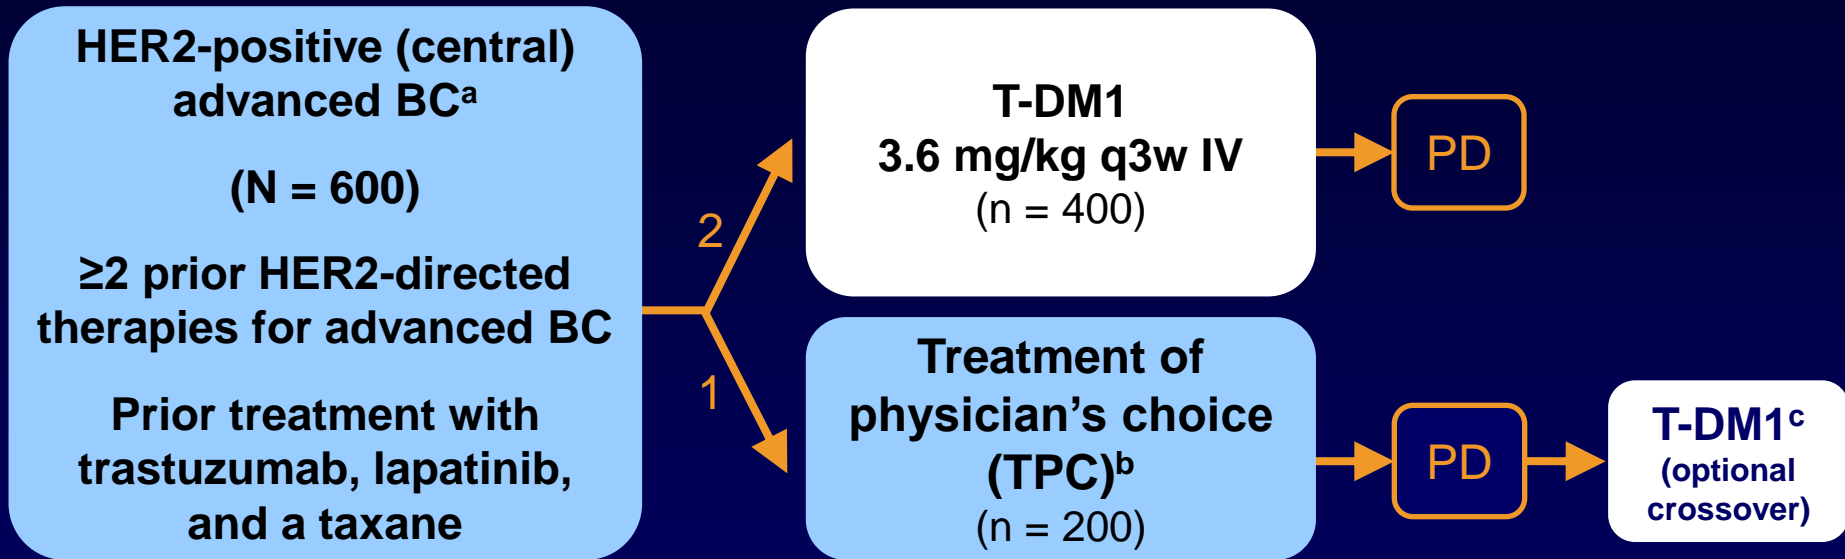 HER2-positive (central)
advanced BCᵃ
(N = 600)
≥2 prior HER2-directed
therapies for advanced BC
Prior treatment with
trastuzumab, lapatinib,
and a taxane
2
1
T-DM1
3.6 mg/kg q3w IV
(n = 400)
PD
Treatment of
physician’s choice
(TPC)ᵇ
(n = 200)
PD
T-DM1ᶜ
(optional
crossover)